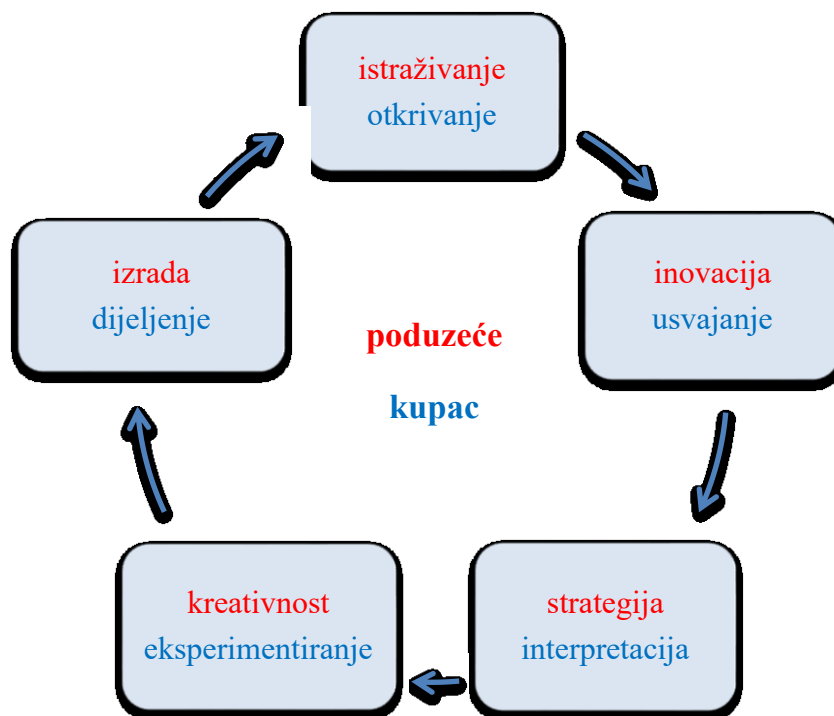 istraživanje
otkrivanje
izrada
dijeljenje
inovacija
usvajanje
poduzeće
kupac
kreativnost
eksperimentiranje
strategija
interpretacija